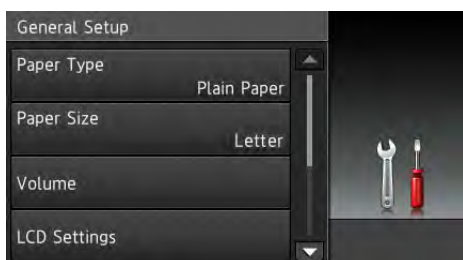 General Setup
Paper Type
Plain Paper
Paper Size
Letter
Volume
LCD Settings